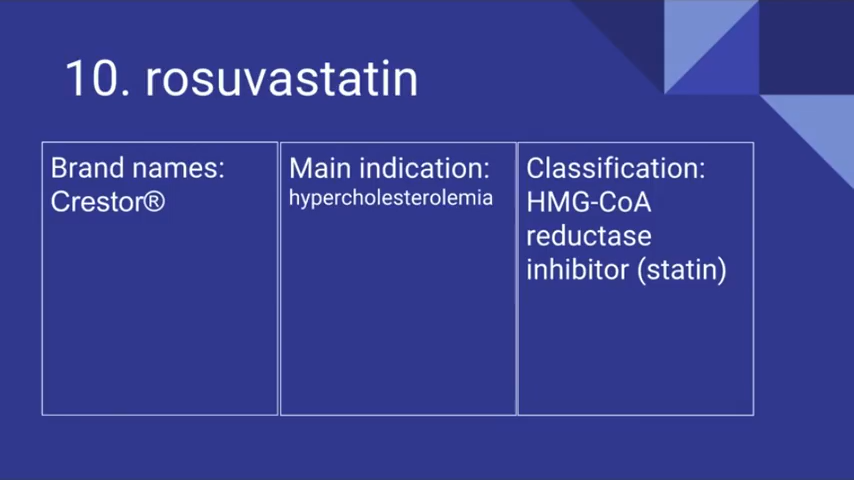 10. rosuvastatin
Brand names:
Crestor®
Main indication:
hypercholesterolemia
Classification:
HMG-CoA
reductase
inhibitor (statin)